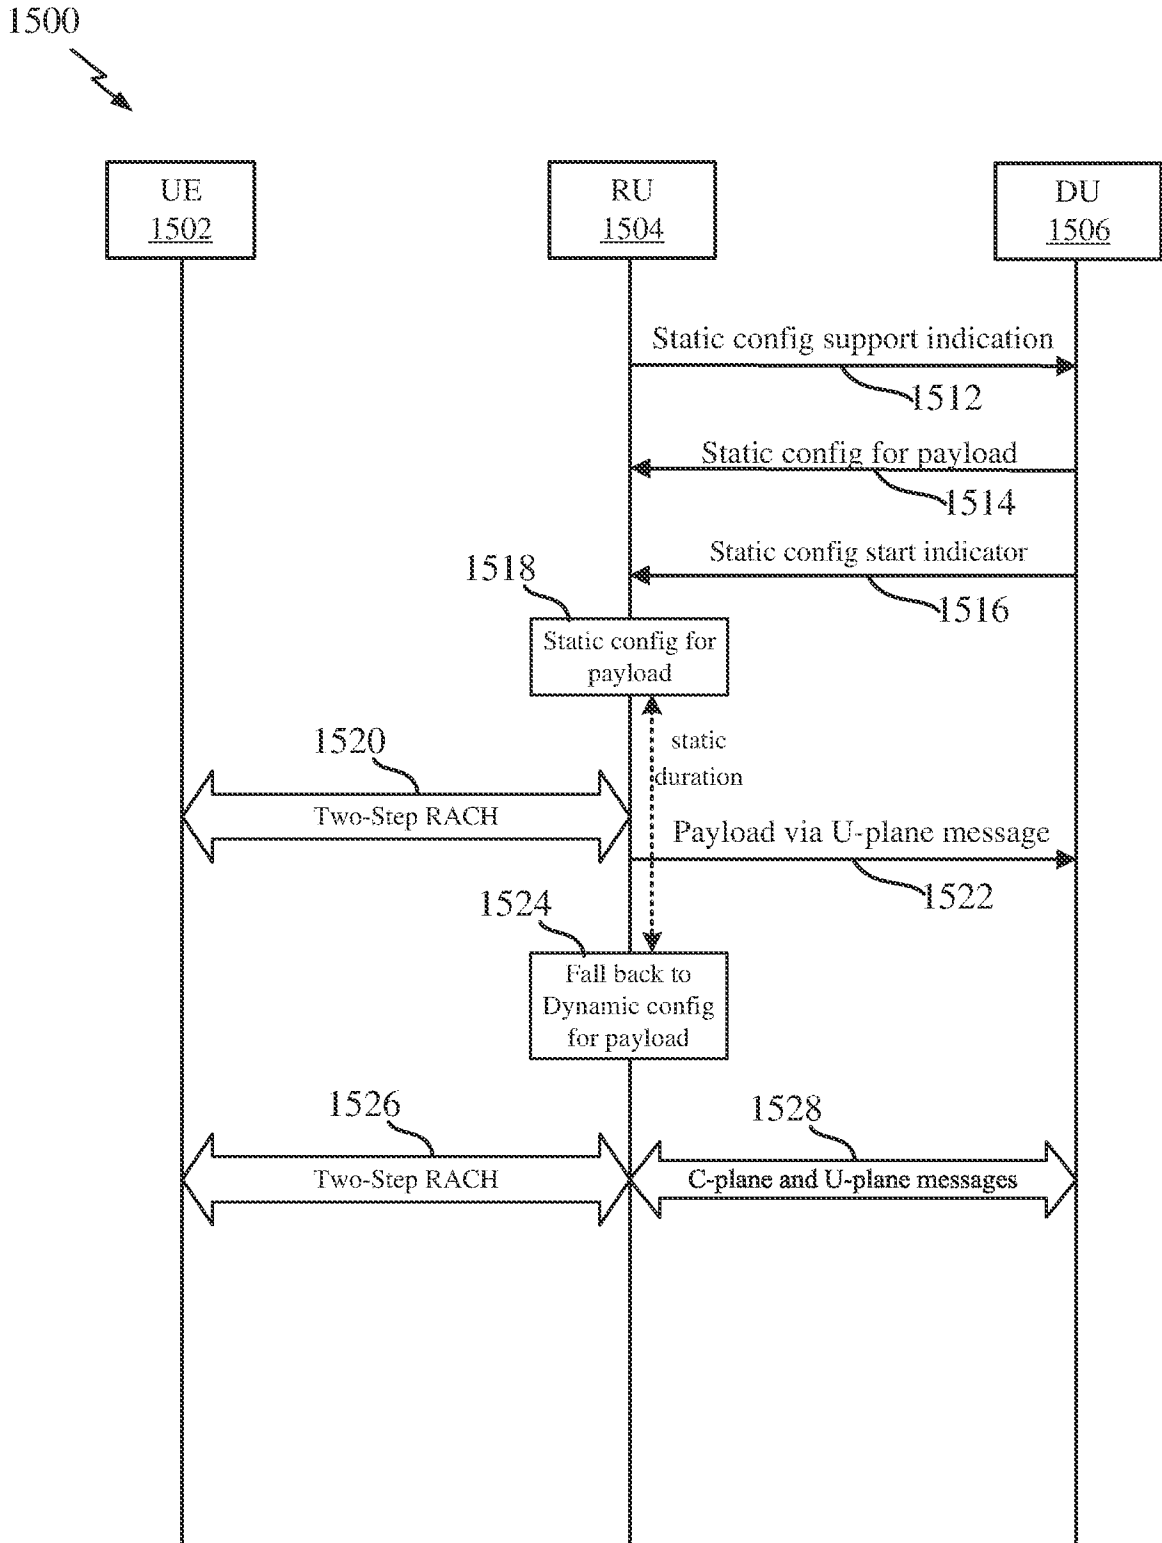 1500
UE
1502
RU
1504
DU
1506
Static config support indication
1512
Static config for payload
1514
Static config start indicator
1516
1518
Static config for
payload
static
duration
1520
Two-Step RACH
Payload via U-plane message
1522
1524
Fall back to
Dynamic config
for payload
1526
Two-Step RACH
1528
C-plane and U-plane messages